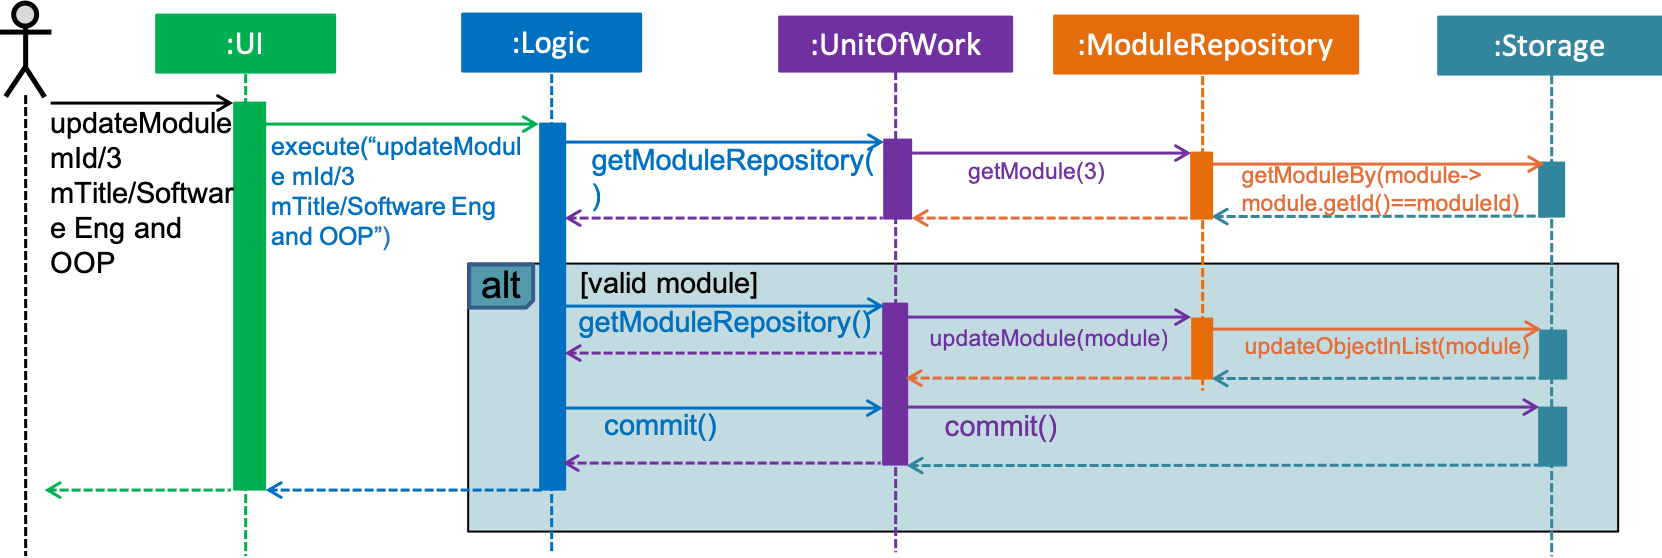 :UI
:Logic
:UnitOfWork
:ModuleRepository
:Storage
updateModule
mId/3
mTitle/Softwar
e Eng and
OOP
execute(“updateModul
e mId/3
mTitle/Software Eng
and OOP”)
getModuleRepository(
)
getModule(3)
getModuleBy(module->
module.getId()==moduleId)
alt
[valid module]
getModuleRepository()
updateModule(module)
updateObjectInList(module)
commit()
commit()